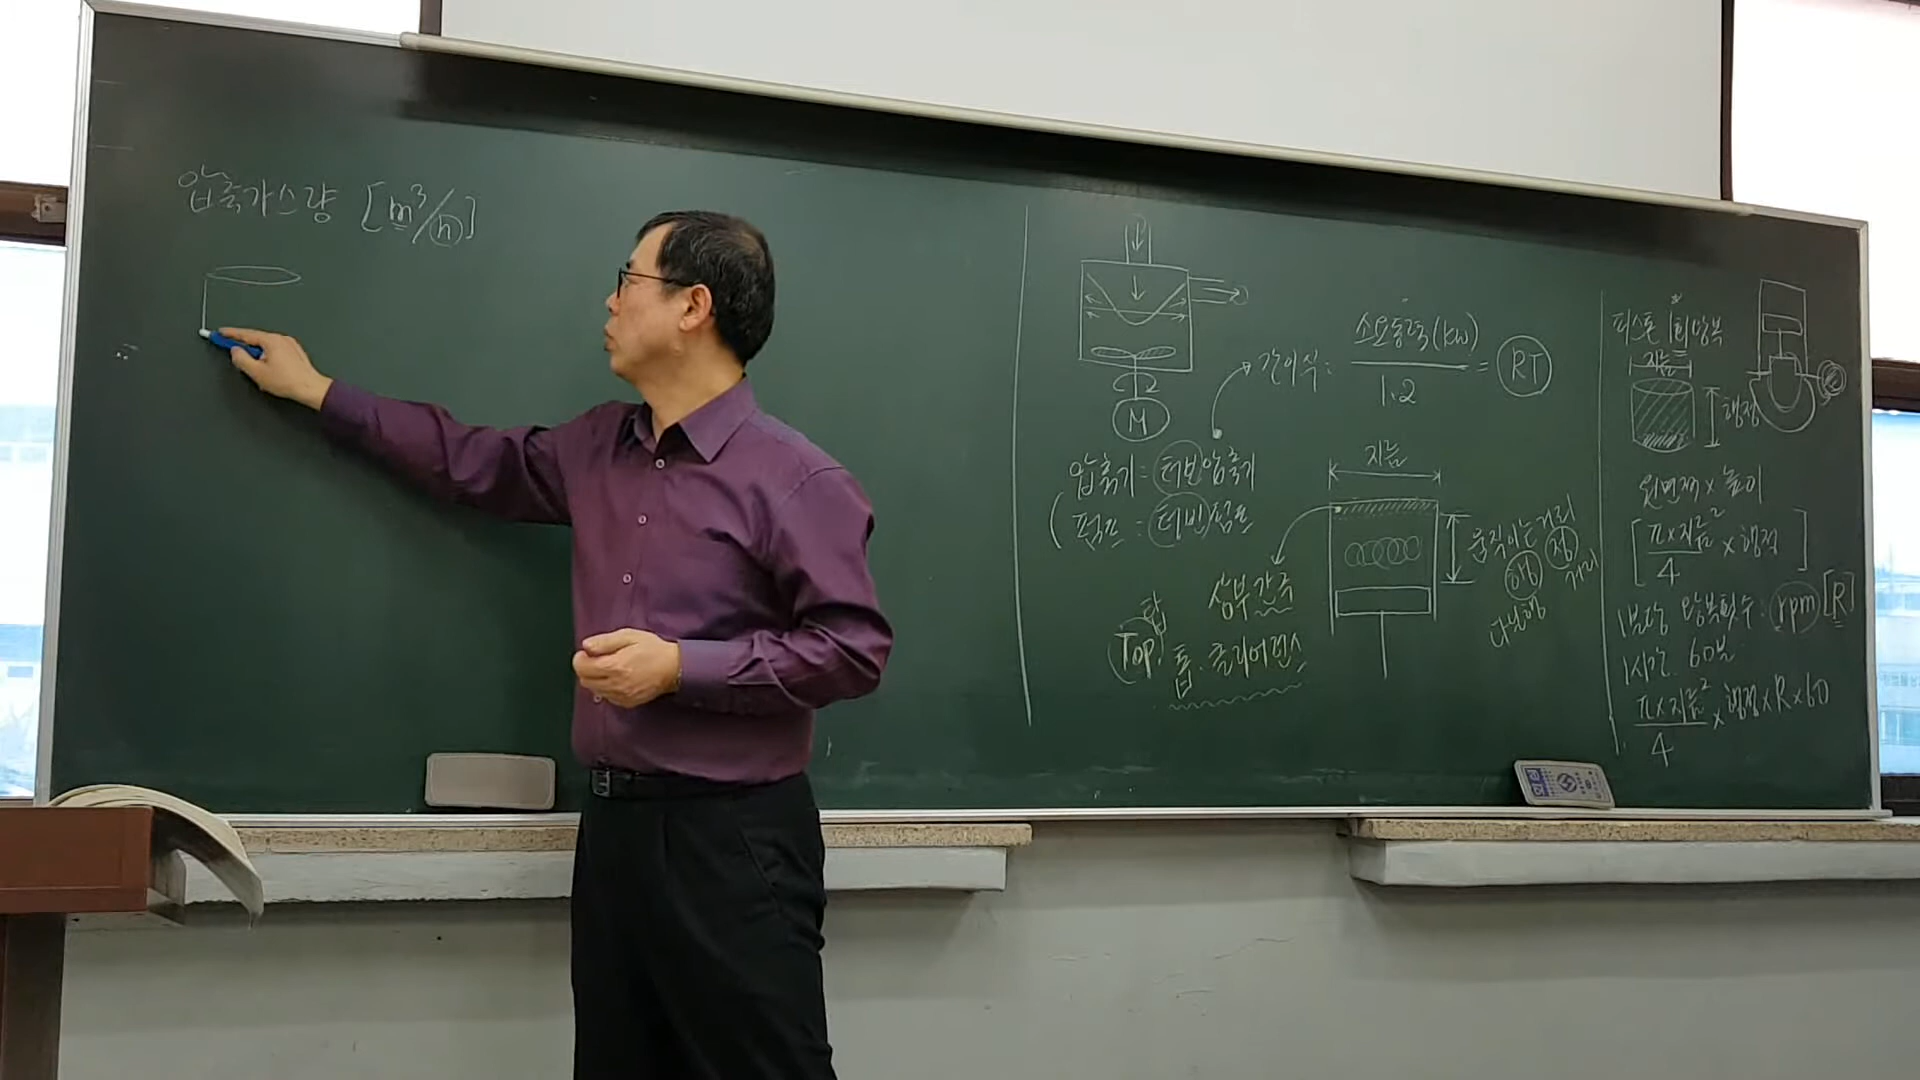 압축가스량 [m³/h]
M
간이식: 소요동력(kW) / 1.2 = RT
압축기 = 터보압축기
(펌프 = 터빈펌프
지름
움직이는 거리
행정
거리
상부간극
탑
Top. 톱. 클리어런스
피스톤 1회왕복
지름
행정
원면적 × 높이
[π×지름²/4 × 행정]
1분당 왕복횟수: rpm [R]
1시간. 60분
π×지름²/4 × 행정×R×60